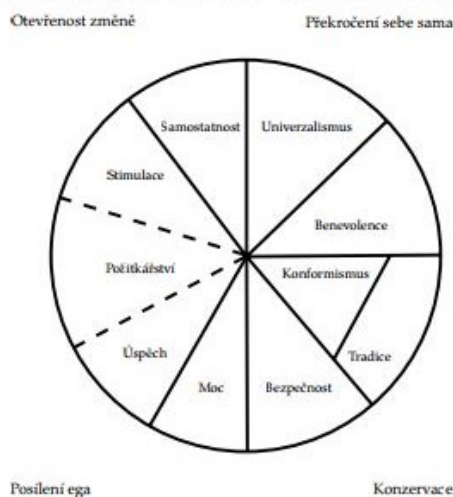 Otevřenost změně
Překročení sebe sama
Samostatnost
Univerzalismus
Stimulace
Benevolence
Požitkářství
Konformismus
Úspěch
Tradice
Moc
Bezpečnost
Posílení ega
Konzervace